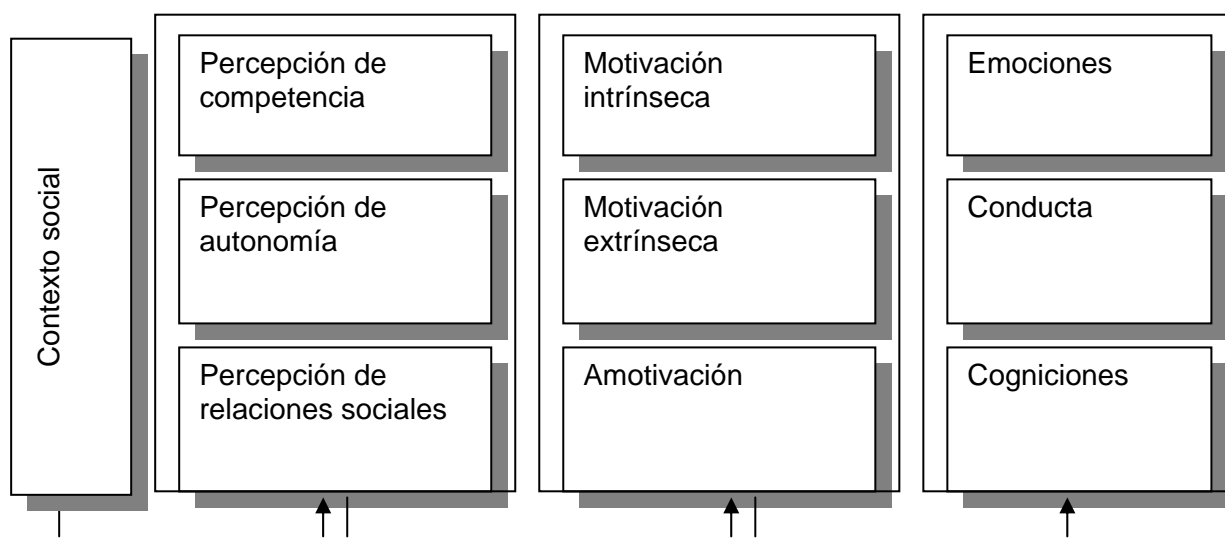 Contexto social
Percepción de
competencia
Percepción de
autonomía
Percepción de
relaciones sociales
Motivación
intrínseca
Motivación
extrínseca
Amotivación
Emociones
Conducta
Cogniciones